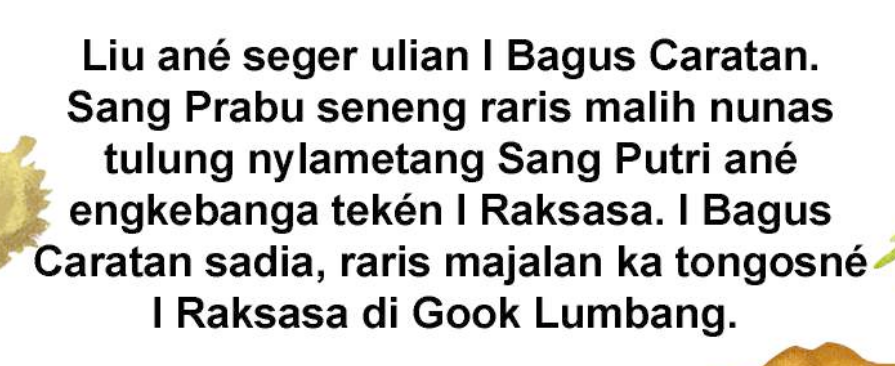 Liu ané seger ulian I Bagus Caratan.
Sang Prabu seneng raris malih nunas
tulung nylametang Sang Putri ané
engkebanga tekén I Raksasa. I Bagus
Caratan sadia, raris majalan ka tongosné
I Raksasa di Gook Lumbang.